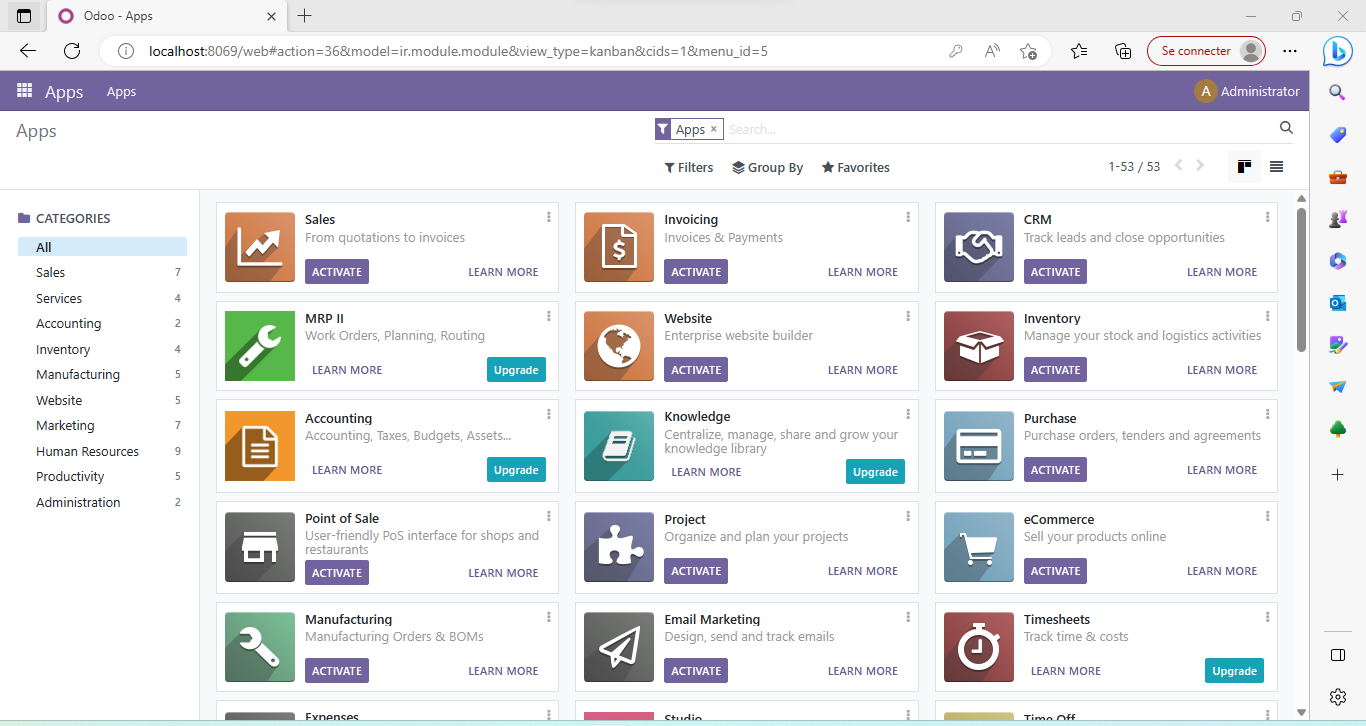 Odoo - Apps
localhost:8069/web#action=36&model=ir.module.module&view_type=kanban&cids=1&menu_id=5
Se connecter
Apps Apps
A Administrator
Apps
Apps × Search...
Filters Group By Favorites
1-53 / 53
CATEGORIES
All
Sales 7
Services 4
Accounting 2
Inventory 4
Manufacturing 5
Website 5
Marketing 7
Human Resources 9
Productivity 5
Administration 2
Sales
From quotations to invoices
ACTIVATE LEARN MORE
Invoicing
Invoices & Payments
ACTIVATE LEARN MORE
CRM
Track leads and close opportunities
ACTIVATE LEARN MORE
MRP II
Work Orders, Planning, Routing
LEARN MORE Upgrade
Website
Enterprise website builder
ACTIVATE LEARN MORE
Inventory
Manage your stock and logistics activities
ACTIVATE LEARN MORE
Accounting
Accounting, Taxes, Budgets, Assets...
LEARN MORE Upgrade
Knowledge
Centralize, manage, share and grow your
knowledge library
LEARN MORE Upgrade
Purchase
Purchase orders, tenders and agreements
ACTIVATE LEARN MORE
Point of Sale
User-friendly PoS interface for shops and
restaurants
ACTIVATE LEARN MORE
Project
Organize and plan your projects
ACTIVATE LEARN MORE
eCommerce
Sell your products online
ACTIVATE LEARN MORE
Manufacturing
Manufacturing Orders & BOMs
ACTIVATE LEARN MORE
Email Marketing
Design, send and track emails
ACTIVATE LEARN MORE
Timesheets
Track time & costs
LEARN MORE Upgrade
Expenses
Studio
Time Off